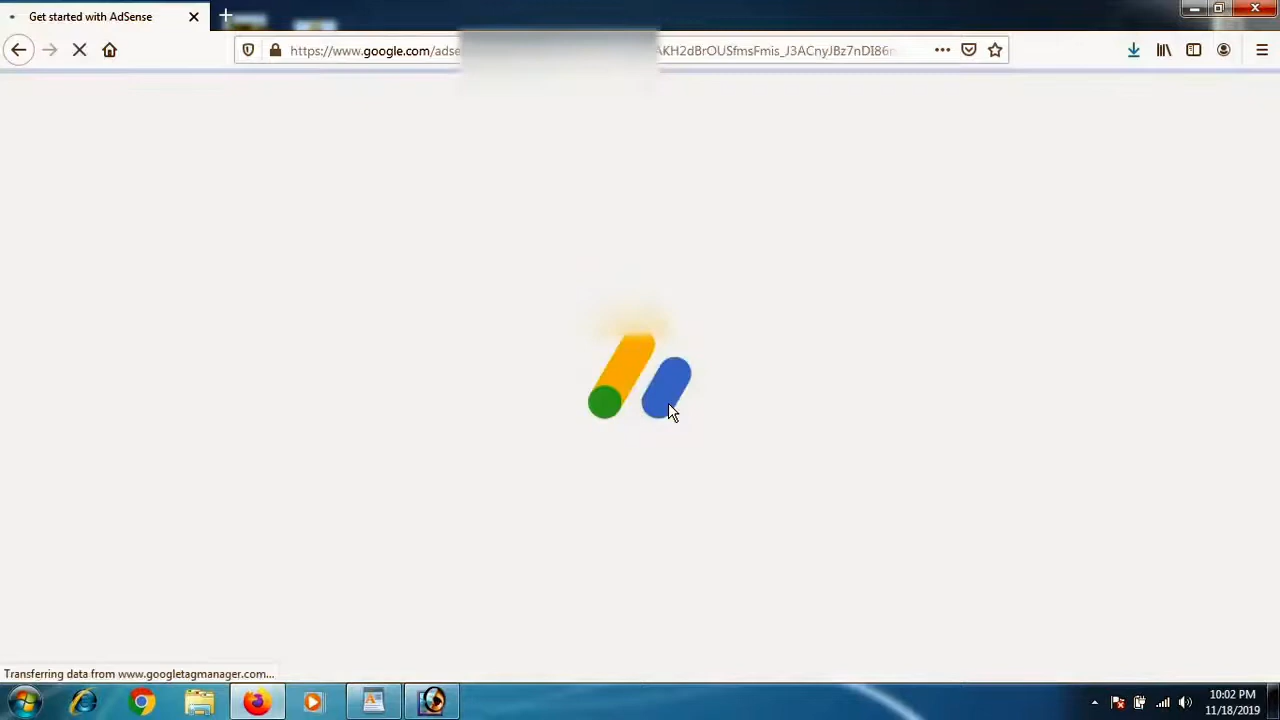 Get started with AdSense
https://www.google.com/adse
AKH2dBrOUSfmsFmis_J3ACnyJBz7nDI86
Transferring data from www.googletagmanager.com...
10:02 PM
11/18/2019